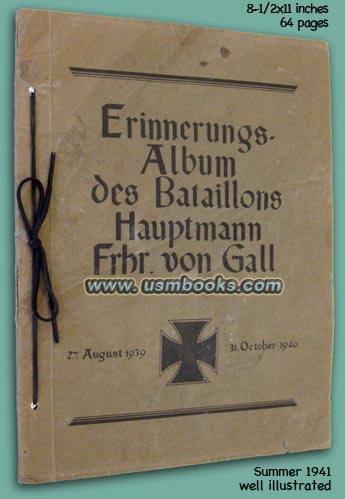 8-1/2x11 inches
64 pages
Erinnerungs-
Album
des Bataillons
Hauptmann
Frhr. von Gall
www.usmbooks.com
27. August 1939
31. October 1940
Summer 1941
well illustrated